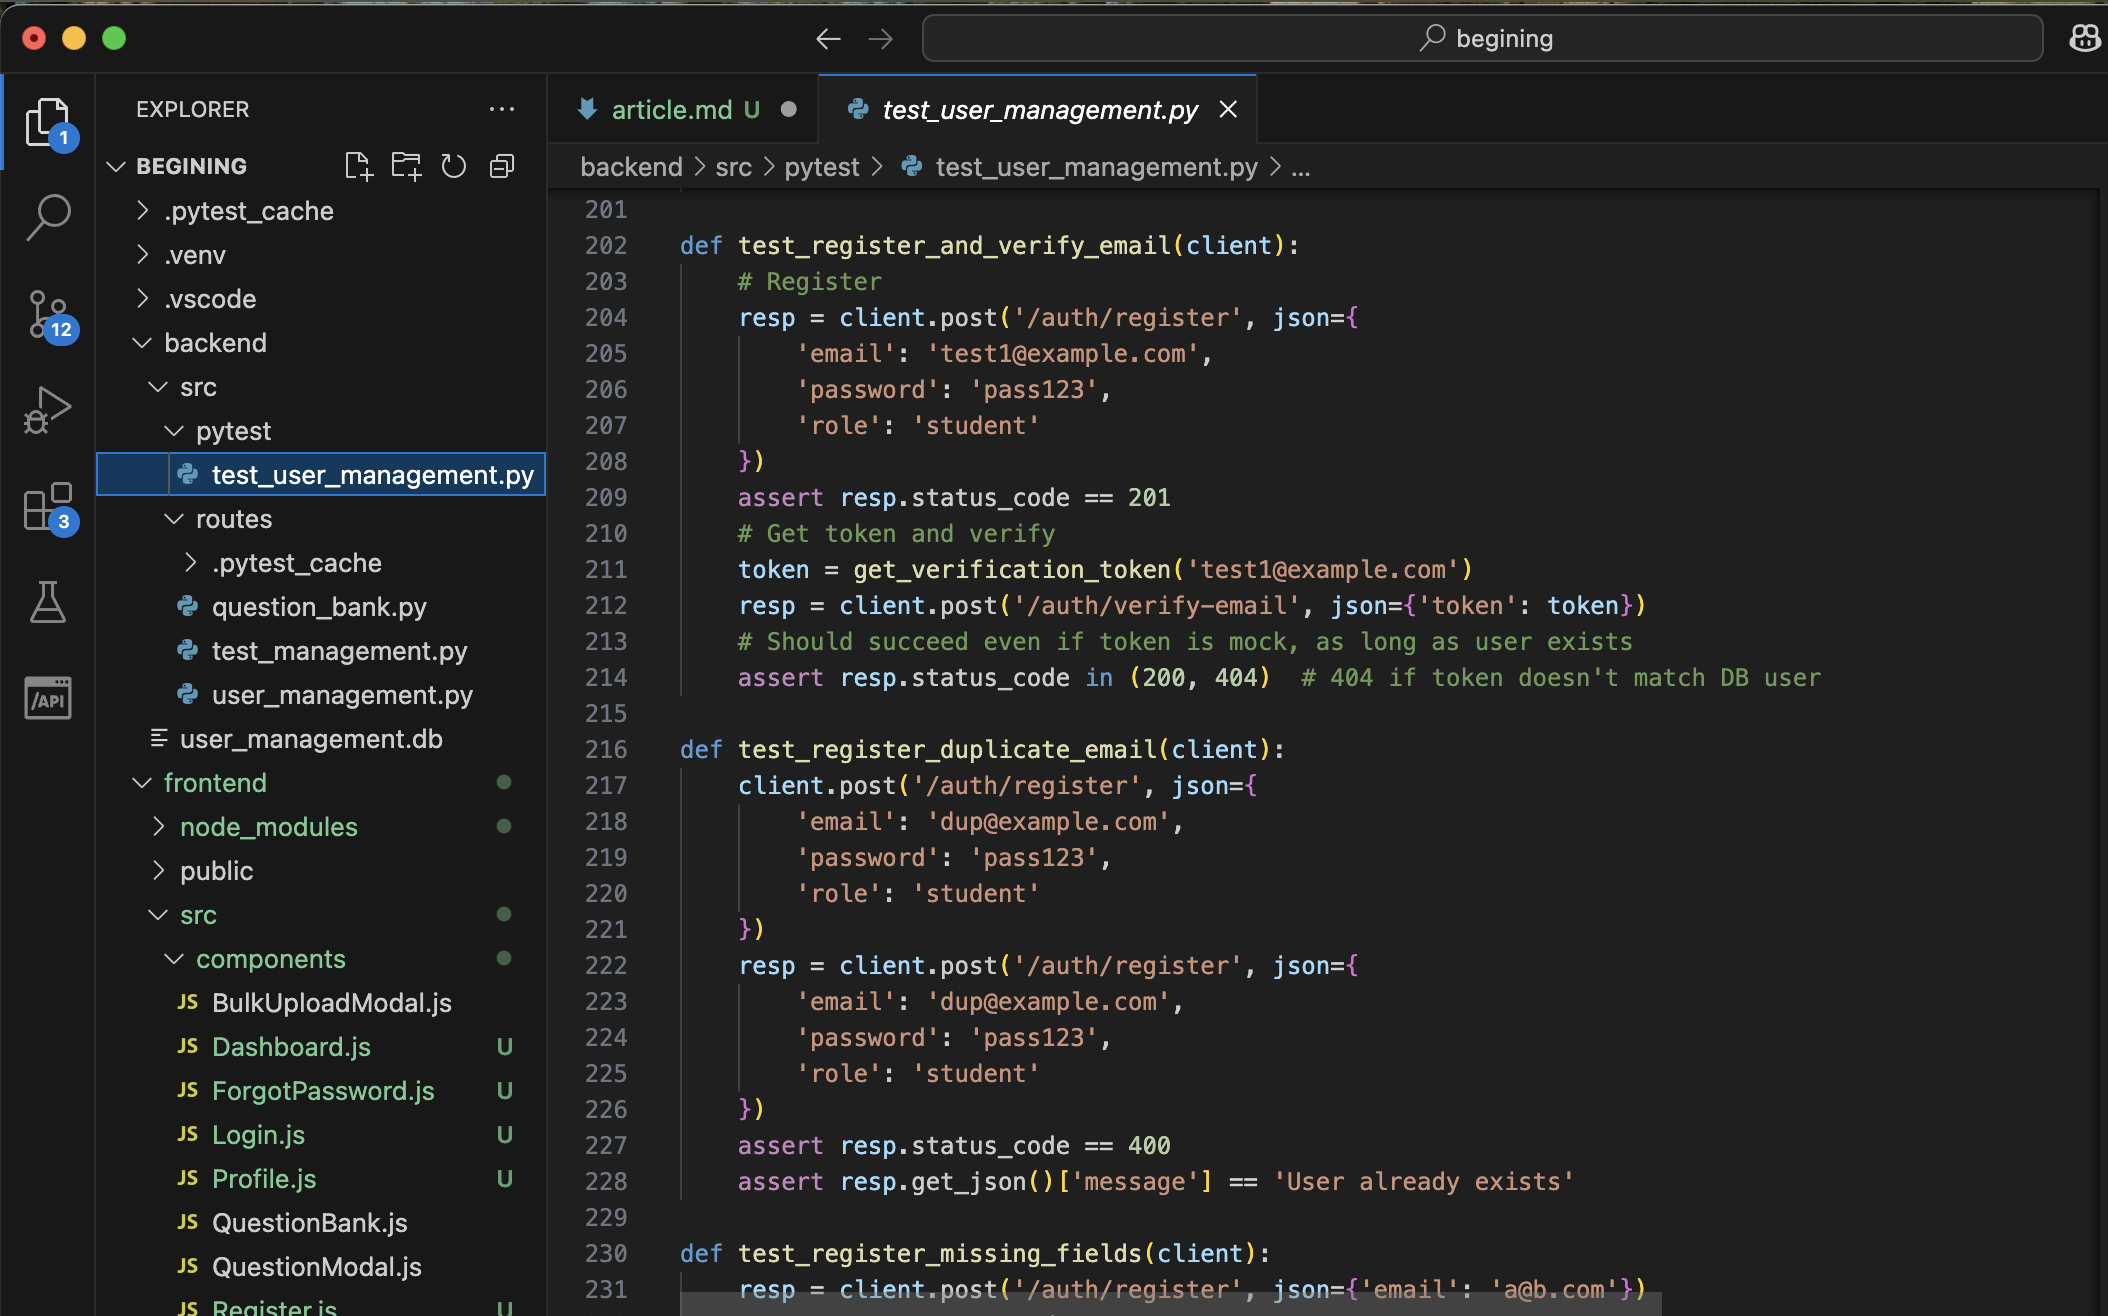 begining
EXPLORER
...
article.md U
test_user_management.py
BEGINING
backend > src > pytest > test_user_management.py > ...
1
12
3
/API
.pytest_cache
.venv
.vscode
backend
src
pytest
test_user_management.py
routes
.pytest_cache
question_bank.py
test_management.py
user_management.py
user_management.db
frontend
node_modules
public
src
components
JS BulkUploadModal.js
JS Dashboard.js U
JS ForgotPassword.js U
JS Login.js U
JS Profile.js U
JS QuestionBank.js
JS QuestionModal.js
JS Register.js U
201
202 def test_register_and_verify_email(client):
203     # Register
204     resp = client.post('/auth/register', json={
205         'email': 'test1@example.com',
206         'password': 'pass123',
207         'role': 'student'
208     })
209     assert resp.status_code == 201
210     # Get token and verify
211     token = get_verification_token('test1@example.com')
212     resp = client.post('/auth/verify-email', json={'token': token})
213     # Should succeed even if token is mock, as long as user exists
214     assert resp.status_code in (200, 404)  # 404 if token doesn't match DB user
215
216 def test_register_duplicate_email(client):
217     client.post('/auth/register', json={
218         'email': 'dup@example.com',
219         'password': 'pass123',
220         'role': 'student'
221     })
222     resp = client.post('/auth/register', json={
223         'email': 'dup@example.com',
224         'password': 'pass123',
225         'role': 'student'
226     })
227     assert resp.status_code == 400
228     assert resp.get_json()['message'] == 'User already exists'
229
230 def test_register_missing_fields(client):
231     resp = client.post('/auth/register', json={'email': 'a@b.com'})